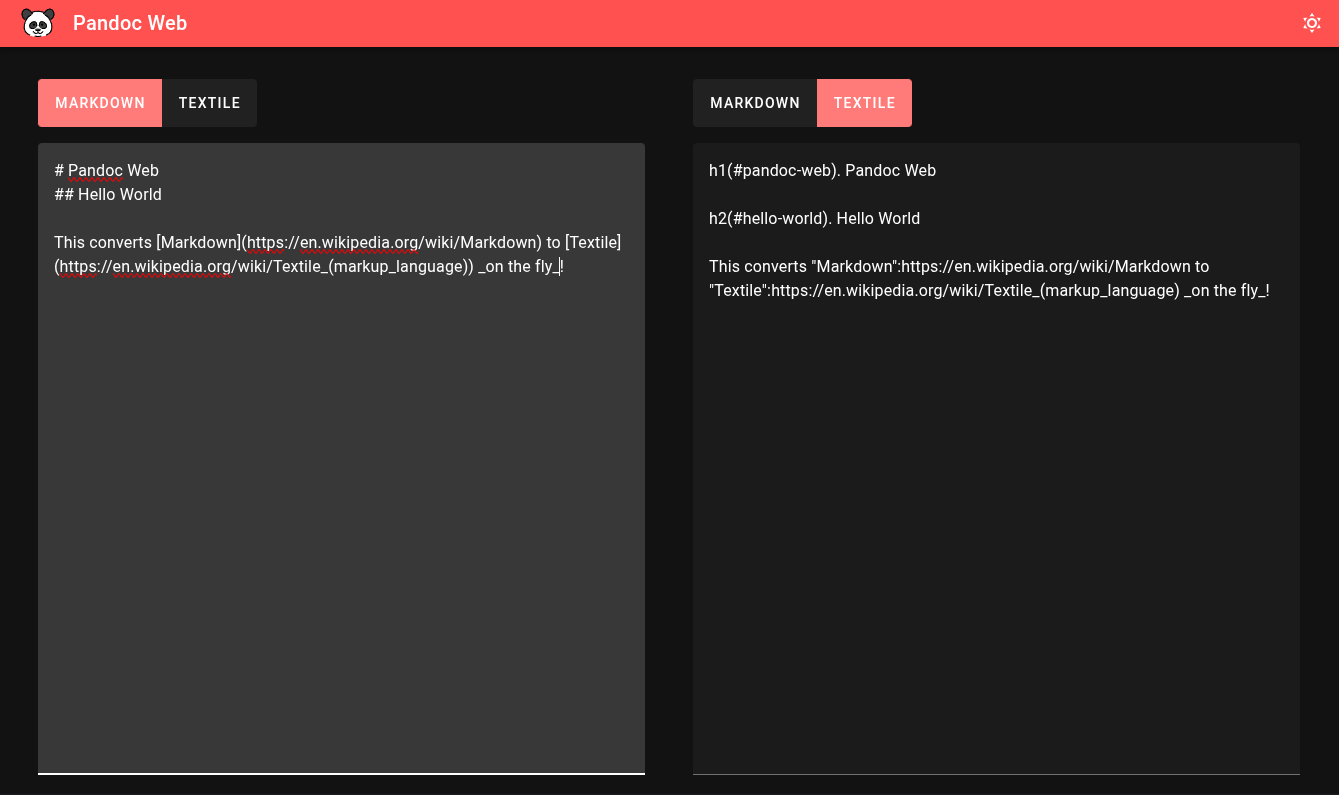 Pandoc Web
MARKDOWN TEXTILE
# Pandoc Web
## Hello World
This converts [Markdown](https://en.wikipedia.org/wiki/Markdown) to [Textile]
(https://en.wikipedia.org/wiki/Textile_(markup_language)) _on the fly_!
MARKDOWN TEXTILE
h1(#pandoc-web). Pandoc Web
h2(#hello-world). Hello World
This converts "Markdown":https://en.wikipedia.org/wiki/Markdown to
"Textile":https://en.wikipedia.org/wiki/Textile_(markup_language) _on the fly_!